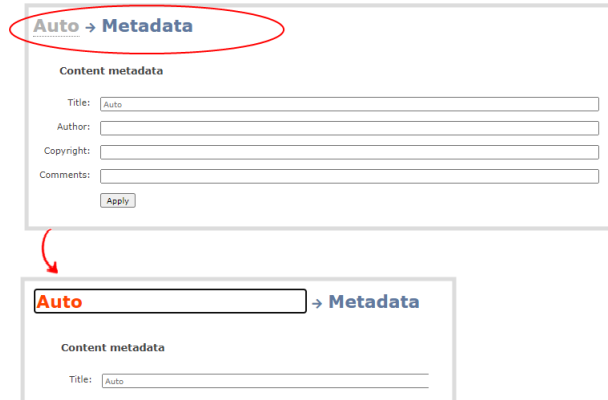 Auto → Metadata
Content metadata
Title: Auto
Author:
Copyright:
Comments:
Apply
Auto → Metadata
Content metadata
Title: Auto